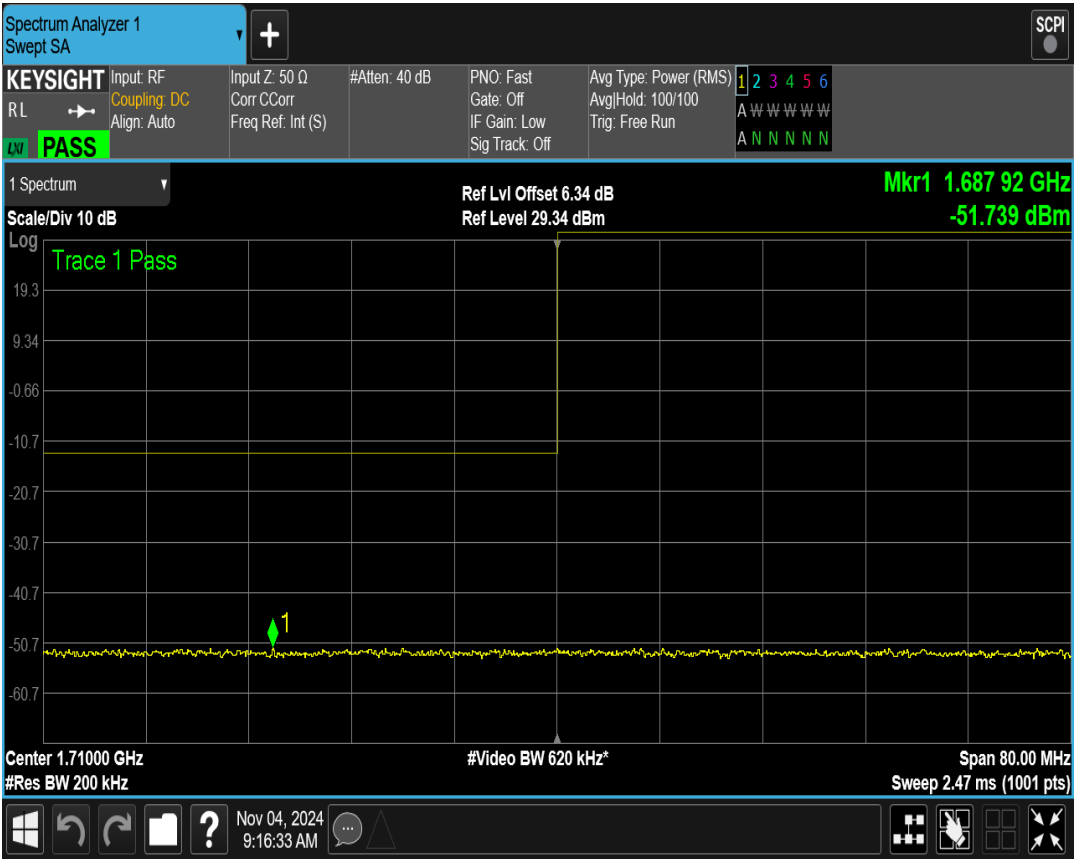 Spectrum Analyzer 1
Swept SA
+
SCPI
KEYSIGHT
RL
LXI PASS
Input: RF
Coupling: DC
Align: Auto
Input Z: 50 Ω
Corr CCorr
Freq Ref: Int (S)
#Atten: 40 dB
PNO: Fast
Gate: Off
IF Gain: Low
Sig Track: Off
Avg Type: Power (RMS)
Avg|Hold: 100/100
Trig: Free Run
1 2 3 4 5 6
A W W W W W
A N N N N N
1 Spectrum
Scale/Div 10 dB
Ref Lvl Offset 6.34 dB
Ref Level 29.34 dBm
Mkr1 1.687 92 GHz
-51.739 dBm
Log
Trace 1 Pass
19.3
9.34
-0.66
-10.7
-20.7
-30.7
-40.7
1
-50.7
-60.7
Center 1.71000 GHz
#Video BW 620 kHz*
Span 80.00 MHz
#Res BW 200 kHz
Sweep 2.47 ms (1001 pts)
?
Nov 04, 2024
9:16:33 AM